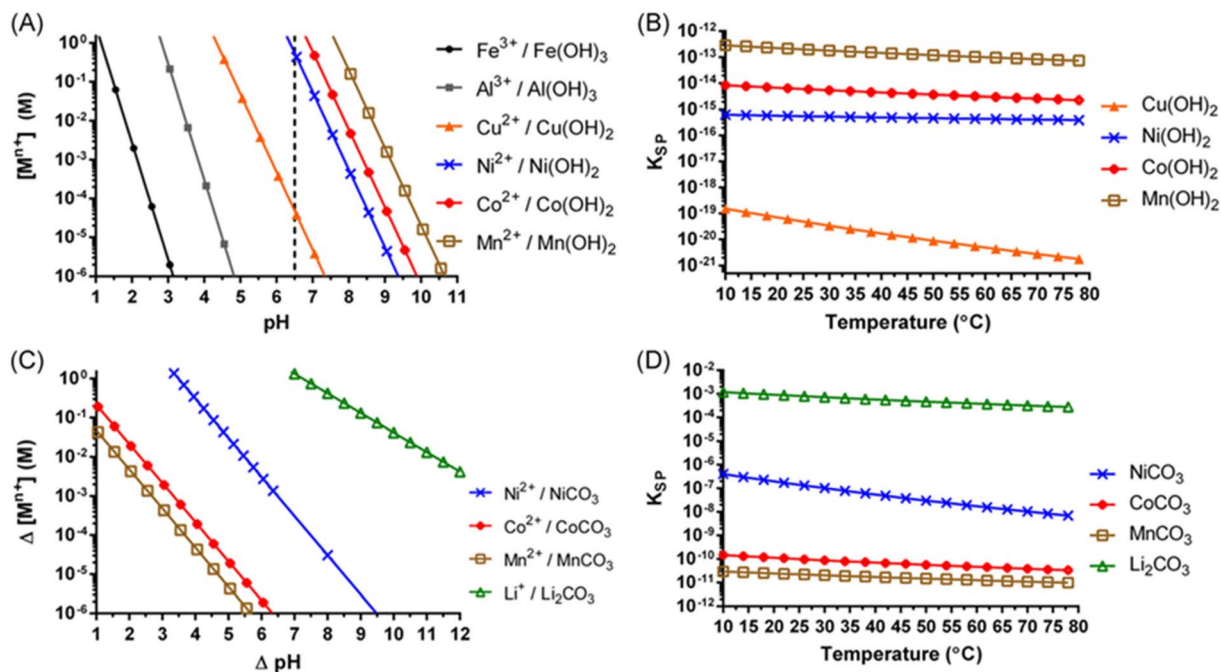 (A)
[Mⁿ⁺] (M)
10⁰
10⁻¹
10⁻²
10⁻³
10⁻⁴
10⁻⁵
10⁻⁶
1 2 3 4 5 6 7 8 9 10 11
pH
Fe³⁺ / Fe(OH)₃
Al³⁺ / Al(OH)₃
Cu²⁺ / Cu(OH)₂
Ni²⁺ / Ni(OH)₂
Co²⁺ / Co(OH)₂
Mn²⁺ / Mn(OH)₂
(B)
K_SP
10⁻¹²
10⁻¹³
10⁻¹⁴
10⁻¹⁵
10⁻¹⁶
10⁻¹⁷
10⁻¹⁸
10⁻¹⁹
10⁻²⁰
10⁻²¹
10 15 20 25 30 35 40 45 50 55 60 65 70 75 80
Temperature (°C)
Cu(OH)₂
Ni(OH)₂
Co(OH)₂
Mn(OH)₂
(C)
Δ [Mⁿ⁺] (M)
10⁰
10⁻¹
10⁻²
10⁻³
10⁻⁴
10⁻⁵
10⁻⁶
1 2 3 4 5 6 7 8 9 10 11 12
Δ pH
Ni²⁺ / NiCO₃
Co²⁺ / CoCO₃
Mn²⁺ / MnCO₃
Li⁺ / Li₂CO₃
(D)
K_SP
10⁻²
10⁻³
10⁻⁴
10⁻⁵
10⁻⁶
10⁻⁷
10⁻⁸
10⁻⁹
10⁻¹⁰
10⁻¹¹
10⁻¹²
10 15 20 25 30 35 40 45 50 55 60 65 70 75 80
Temperature (°C)
NiCO₃
CoCO₃
MnCO₃
Li₂CO₃